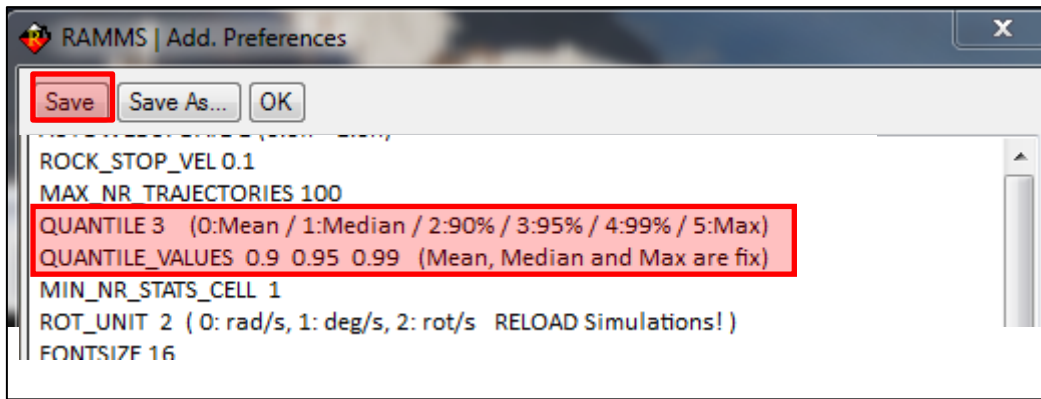 RAMMS | Add. Preferences
x
Save Save As... OK
ROCK_STOP_VEL 0.1
MAX_NR_TRAJECTORIES 100
QUANTILE 3 (0:Mean / 1:Median / 2:90% / 3:95% / 4:99% / 5:Max)
QUANTILE_VALUES 0.9 0.95 0.99 (Mean, Median and Max are fix)
MIN_NR_STATS_CELL 1
ROT_UNIT 2 ( 0: rad/s, 1: deg/s, 2: rot/s RELOAD Simulations! )
FONTSIZE 16